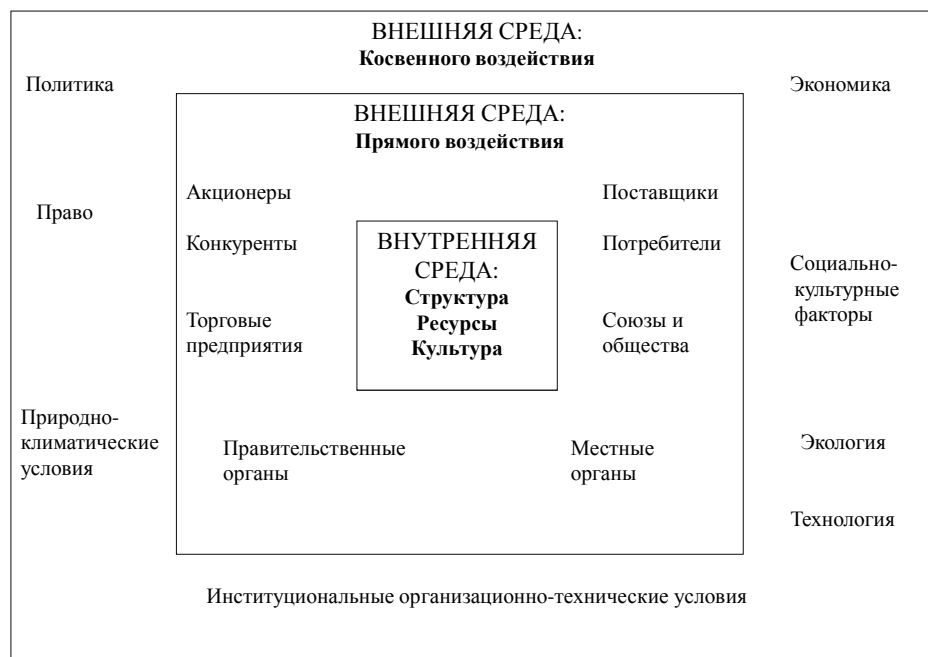 ВНЕШНЯЯ СРЕДА:
Косвенного воздействия
Политика
Экономика
ВНЕШНЯЯ СРЕДА:
Прямого воздействия
Акционеры
Поставщики
Право
Конкуренты
ВНУТРЕННЯЯ
СРЕДА:
Структура
Ресурсы
Культура
Потребители
Социально-
культурные
факторы
Торговые
предприятия
Союзы и
общества
Природно-
климатические
условия
Правительственные
органы
Местные
органы
Экология
Технология
Институциональные организационно-технические условия